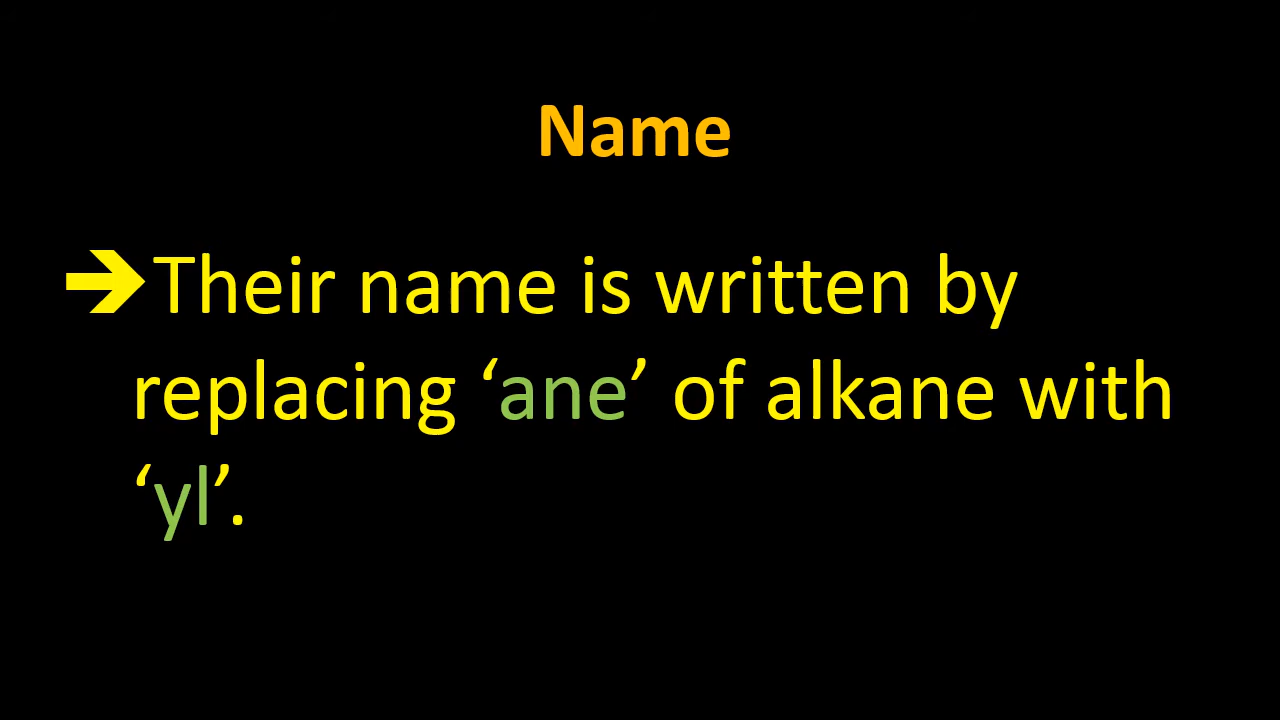 Name
🡺Their name is written by
replacing ‘ane’ of alkane with
‘yl’.